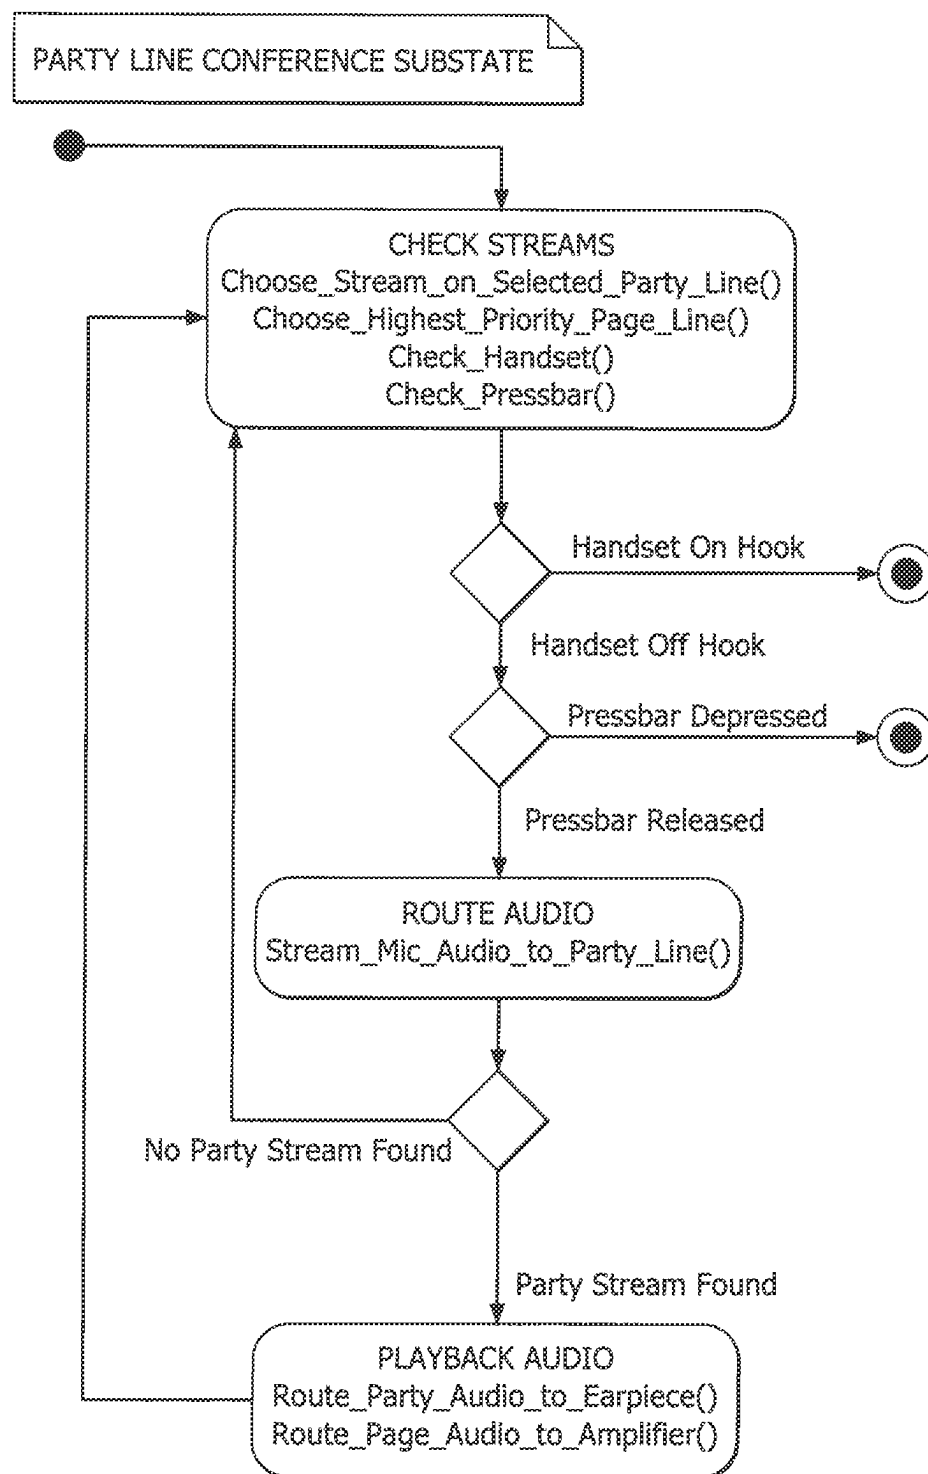 PARTY LINE CONFERENCE SUBSTATE
CHECK STREAMS
Choose_Stream_on_Selected_Party_Line()
Choose_Highest_Priority_Page_Line()
Check_Handset()
Check_Pressbar()
Handset On Hook
Handset Off Hook
Pressbar Depressed
Pressbar Released
ROUTE AUDIO
Stream_Mic_Audio_to_Party_Line()
No Party Stream Found
Party Stream Found
PLAYBACK AUDIO
Route_Party_Audio_to_Earpiece()
Route_Page_Audio_to_Amplifier()